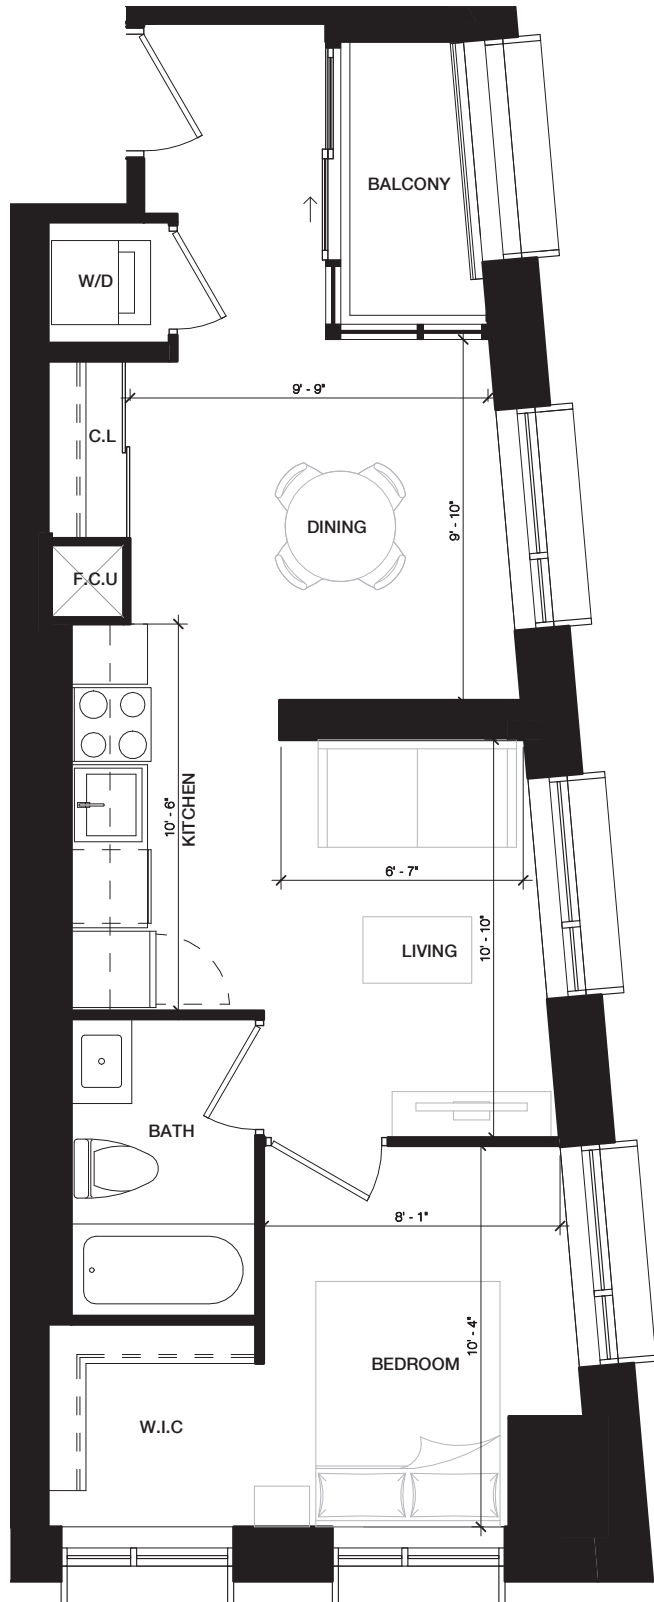 BALCONY
W/D
9' - 9"
C.L
DINING
9' - 10"
F.C.U
10' - 6"
KITCHEN
6' - 7"
LIVING
10' - 10"
BATH
8' - 1"
10' - 4"
BEDROOM
W.I.C